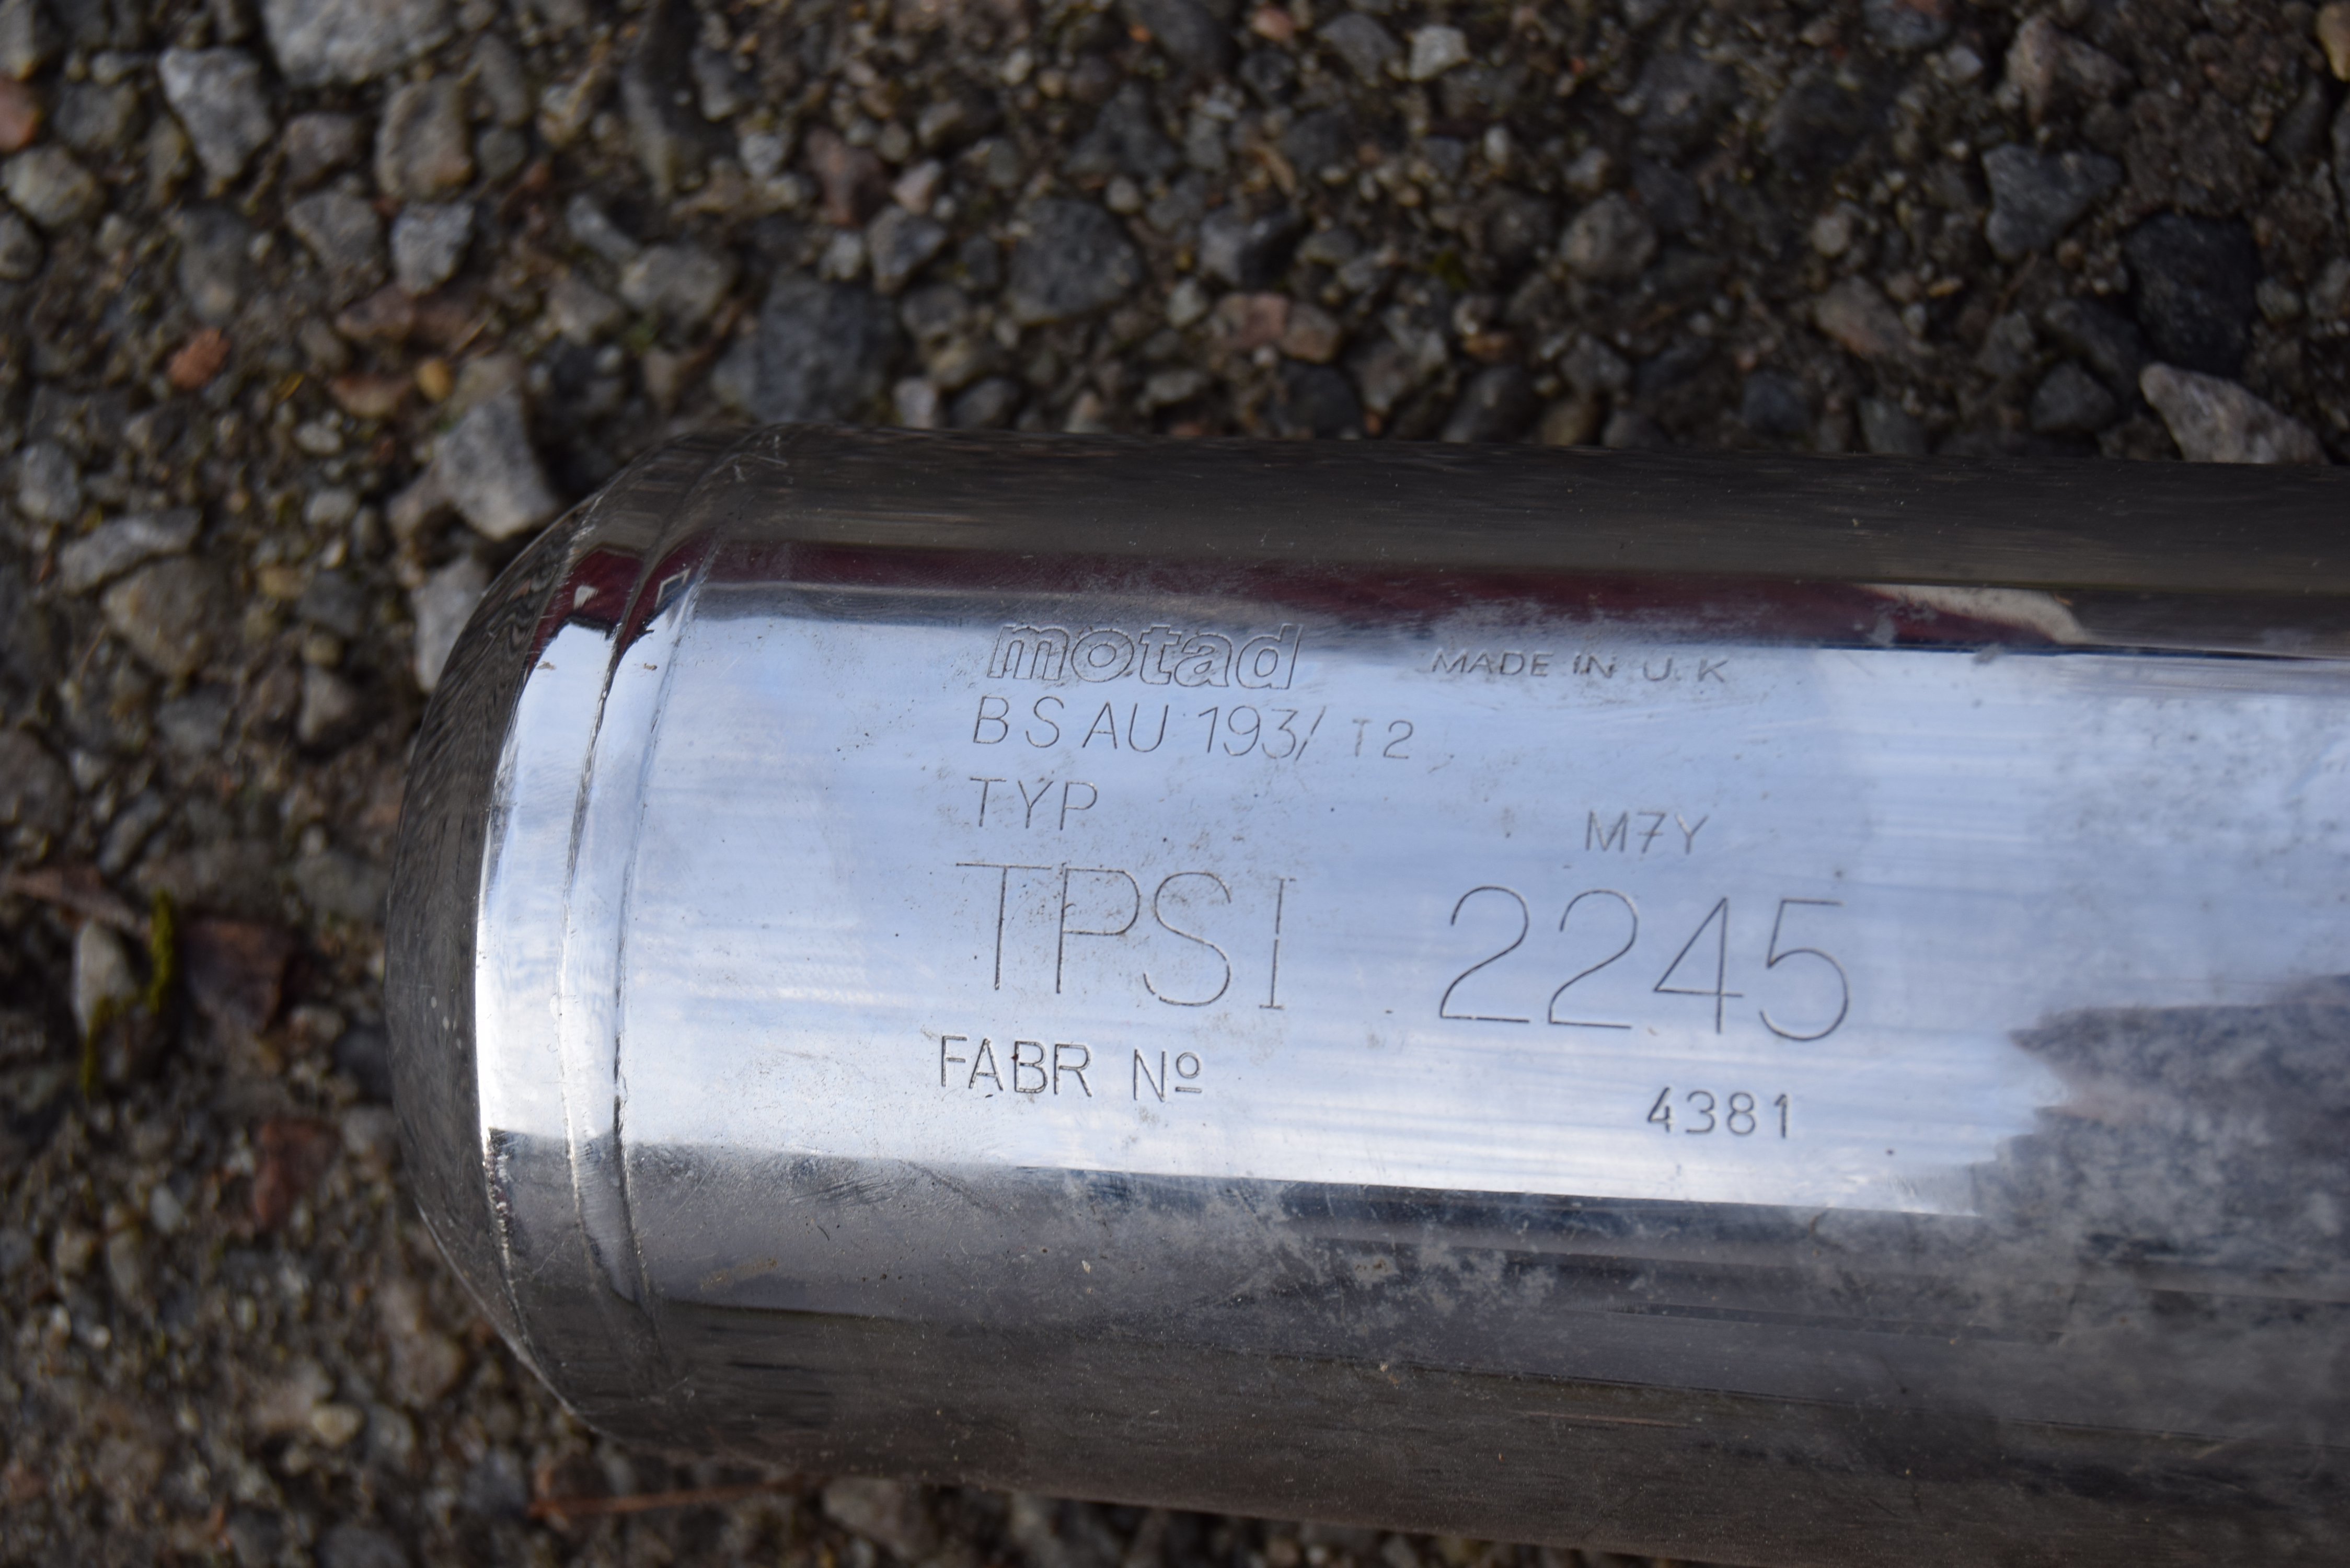 motad MADE IN U.K
BS AU 193/ T2
TYP M7Y
TPSI 2245
FABR Nº 4381